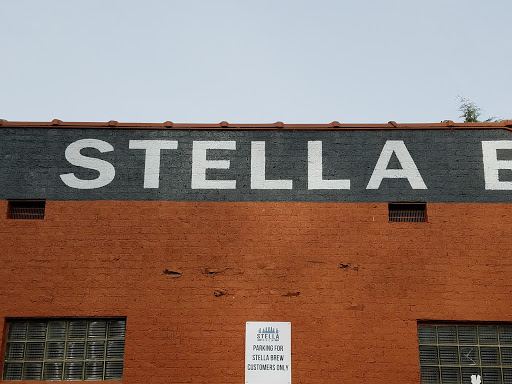 STELLA B
STELLA
PARKING FOR
STELLA BREW
CUSTOMERS ONLY